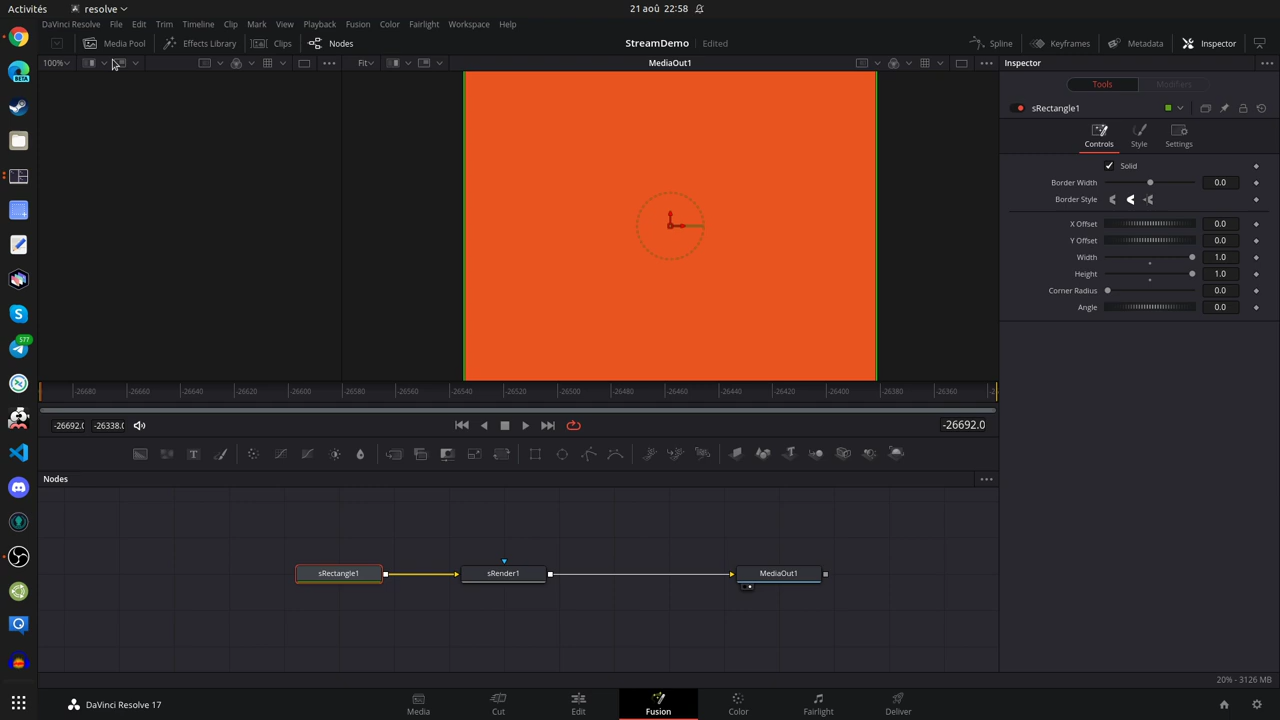 Activités
resolve
21 aoû 22:58
DaVinci Resolve File Edit Trim Timeline Clip Mark View Playback Fusion Color Fairlight Workspace Help
Media Pool Effects Library Clips Nodes
StreamDemo Edited
Spline Keyframes Metadata Inspector
100%
Fit
MediaOut1
Inspector
Tools Modifiers
sRectangle1
Controls Style Settings
Solid
Border Width 0.0
Border Style
X Offset 0.0
Y Offset 0.0
Width 1.0
Height 1.0
Corner Radius 0.0
Angle 0.0
-26680 -26660 -26640 -26620 -26600 -26580 -26560 -26540 -26520 -26500 -26480 -26460 -26440 -26420 -26400 -26380 -26360
-26692.0 -26338.0
-26692.0
Nodes
sRectangle1 sRender1 MediaOut1
577
20% - 3126 MB
DaVinci Resolve 17
Media Cut Edit Fusion Color Fairlight Deliver